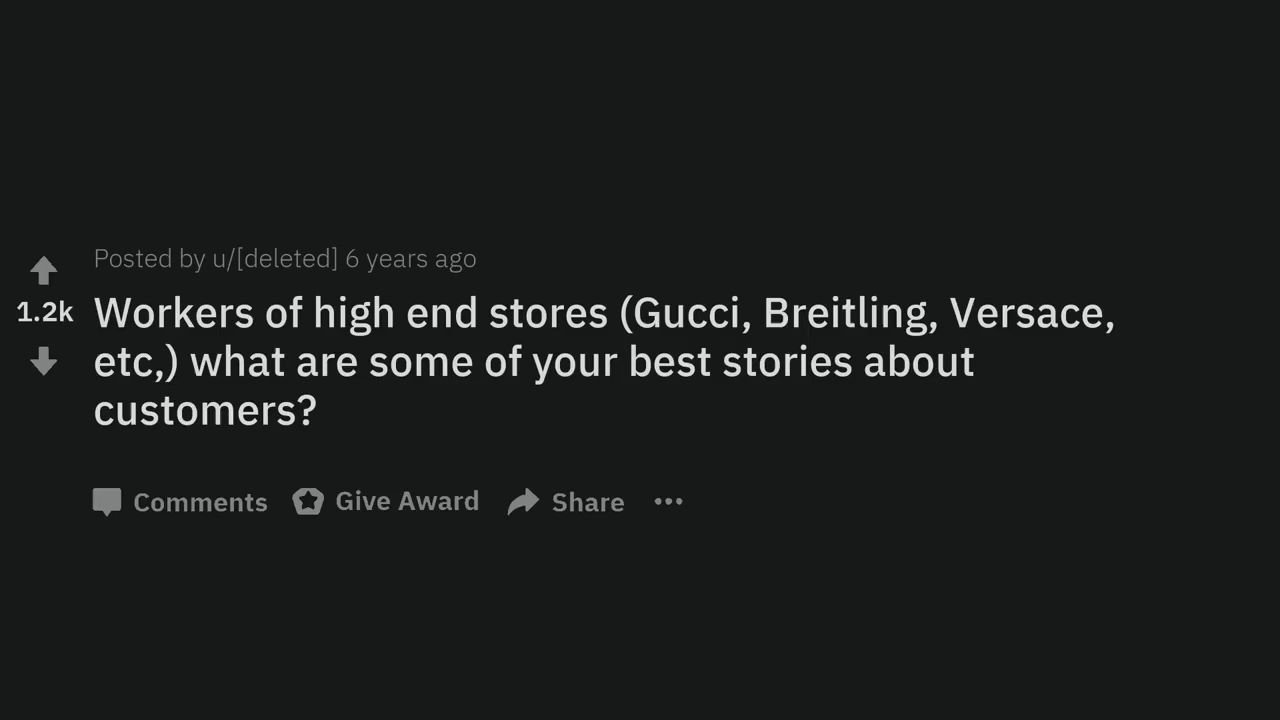 Posted by u/[deleted] 6 years ago
1.2k
Workers of high end stores (Gucci, Breitling, Versace,
etc,) what are some of your best stories about
customers?
Comments Give Award Share